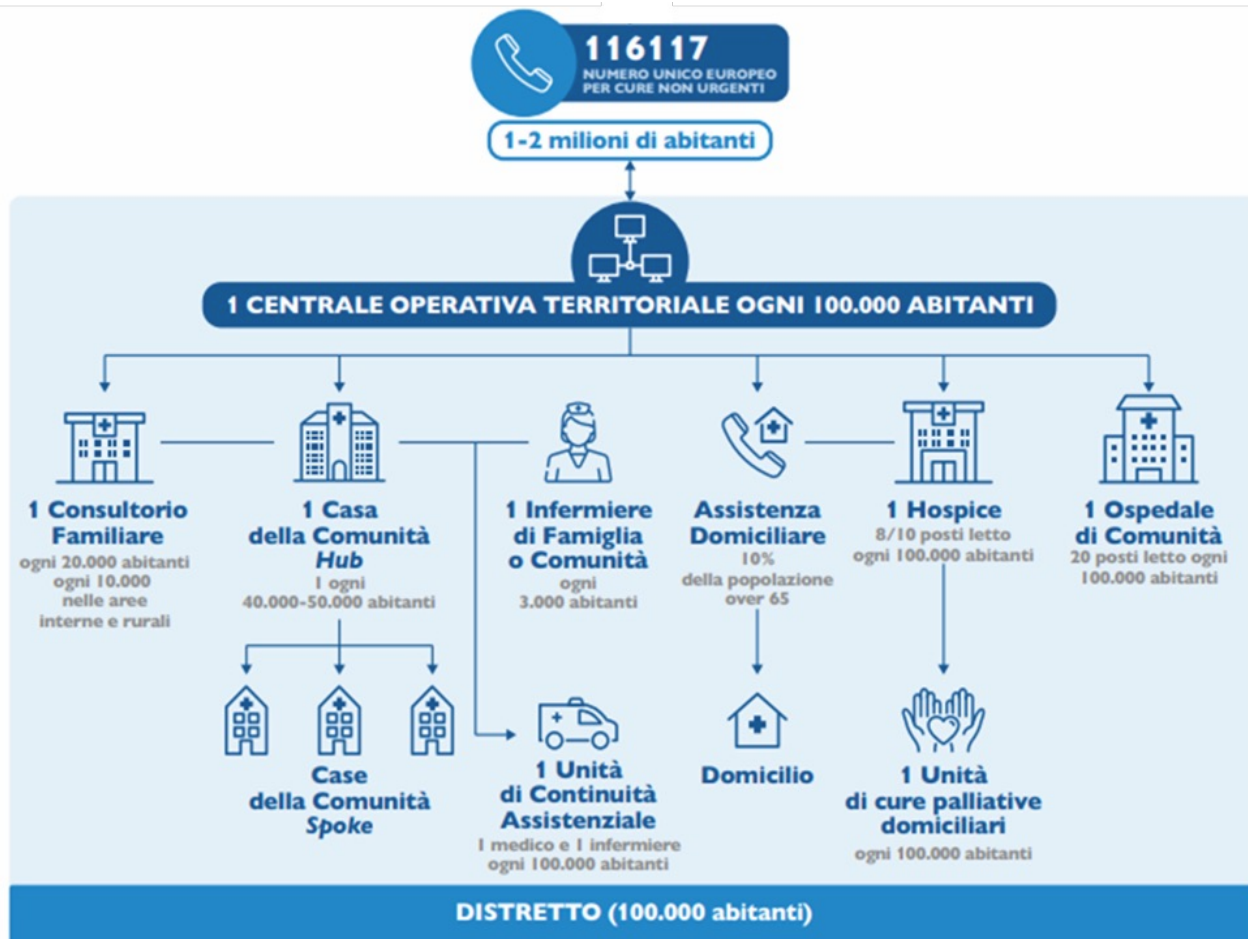 116117
NUMERO UNICO EUROPEO
PER CURE NON URGENTI
1-2 milioni di abitanti
1 CENTRALE OPERATIVA TERRITORIALE OGNI 100.000 ABITANTI
1 Consultorio
Familiare
ogni 20.000 abitanti
ogni 10.000
nelle aree
interne e rurali
1 Casa
della Comunità
Hub
1 ogni
40.000-50.000 abitanti
1 Infermiere
di Famiglia
o Comunità
ogni
3.000 abitanti
Assistenza
Domiciliare
10%
della popolazione
over 65
1 Hospice
8/10 posti letto
ogni 100.000 abitanti
1 Ospedale
di Comunità
20 posti letto ogni
100.000 abitanti
Case
della Comunità
Spoke
1 Unità
di Continuità
Assistenziale
1 medico e 1 infermiere
ogni 100.000 abitanti
Domicilio
1 Unità
di cure palliative
domiciliari
ogni 100.000 abitanti
DISTRETTO (100.000 abitanti)